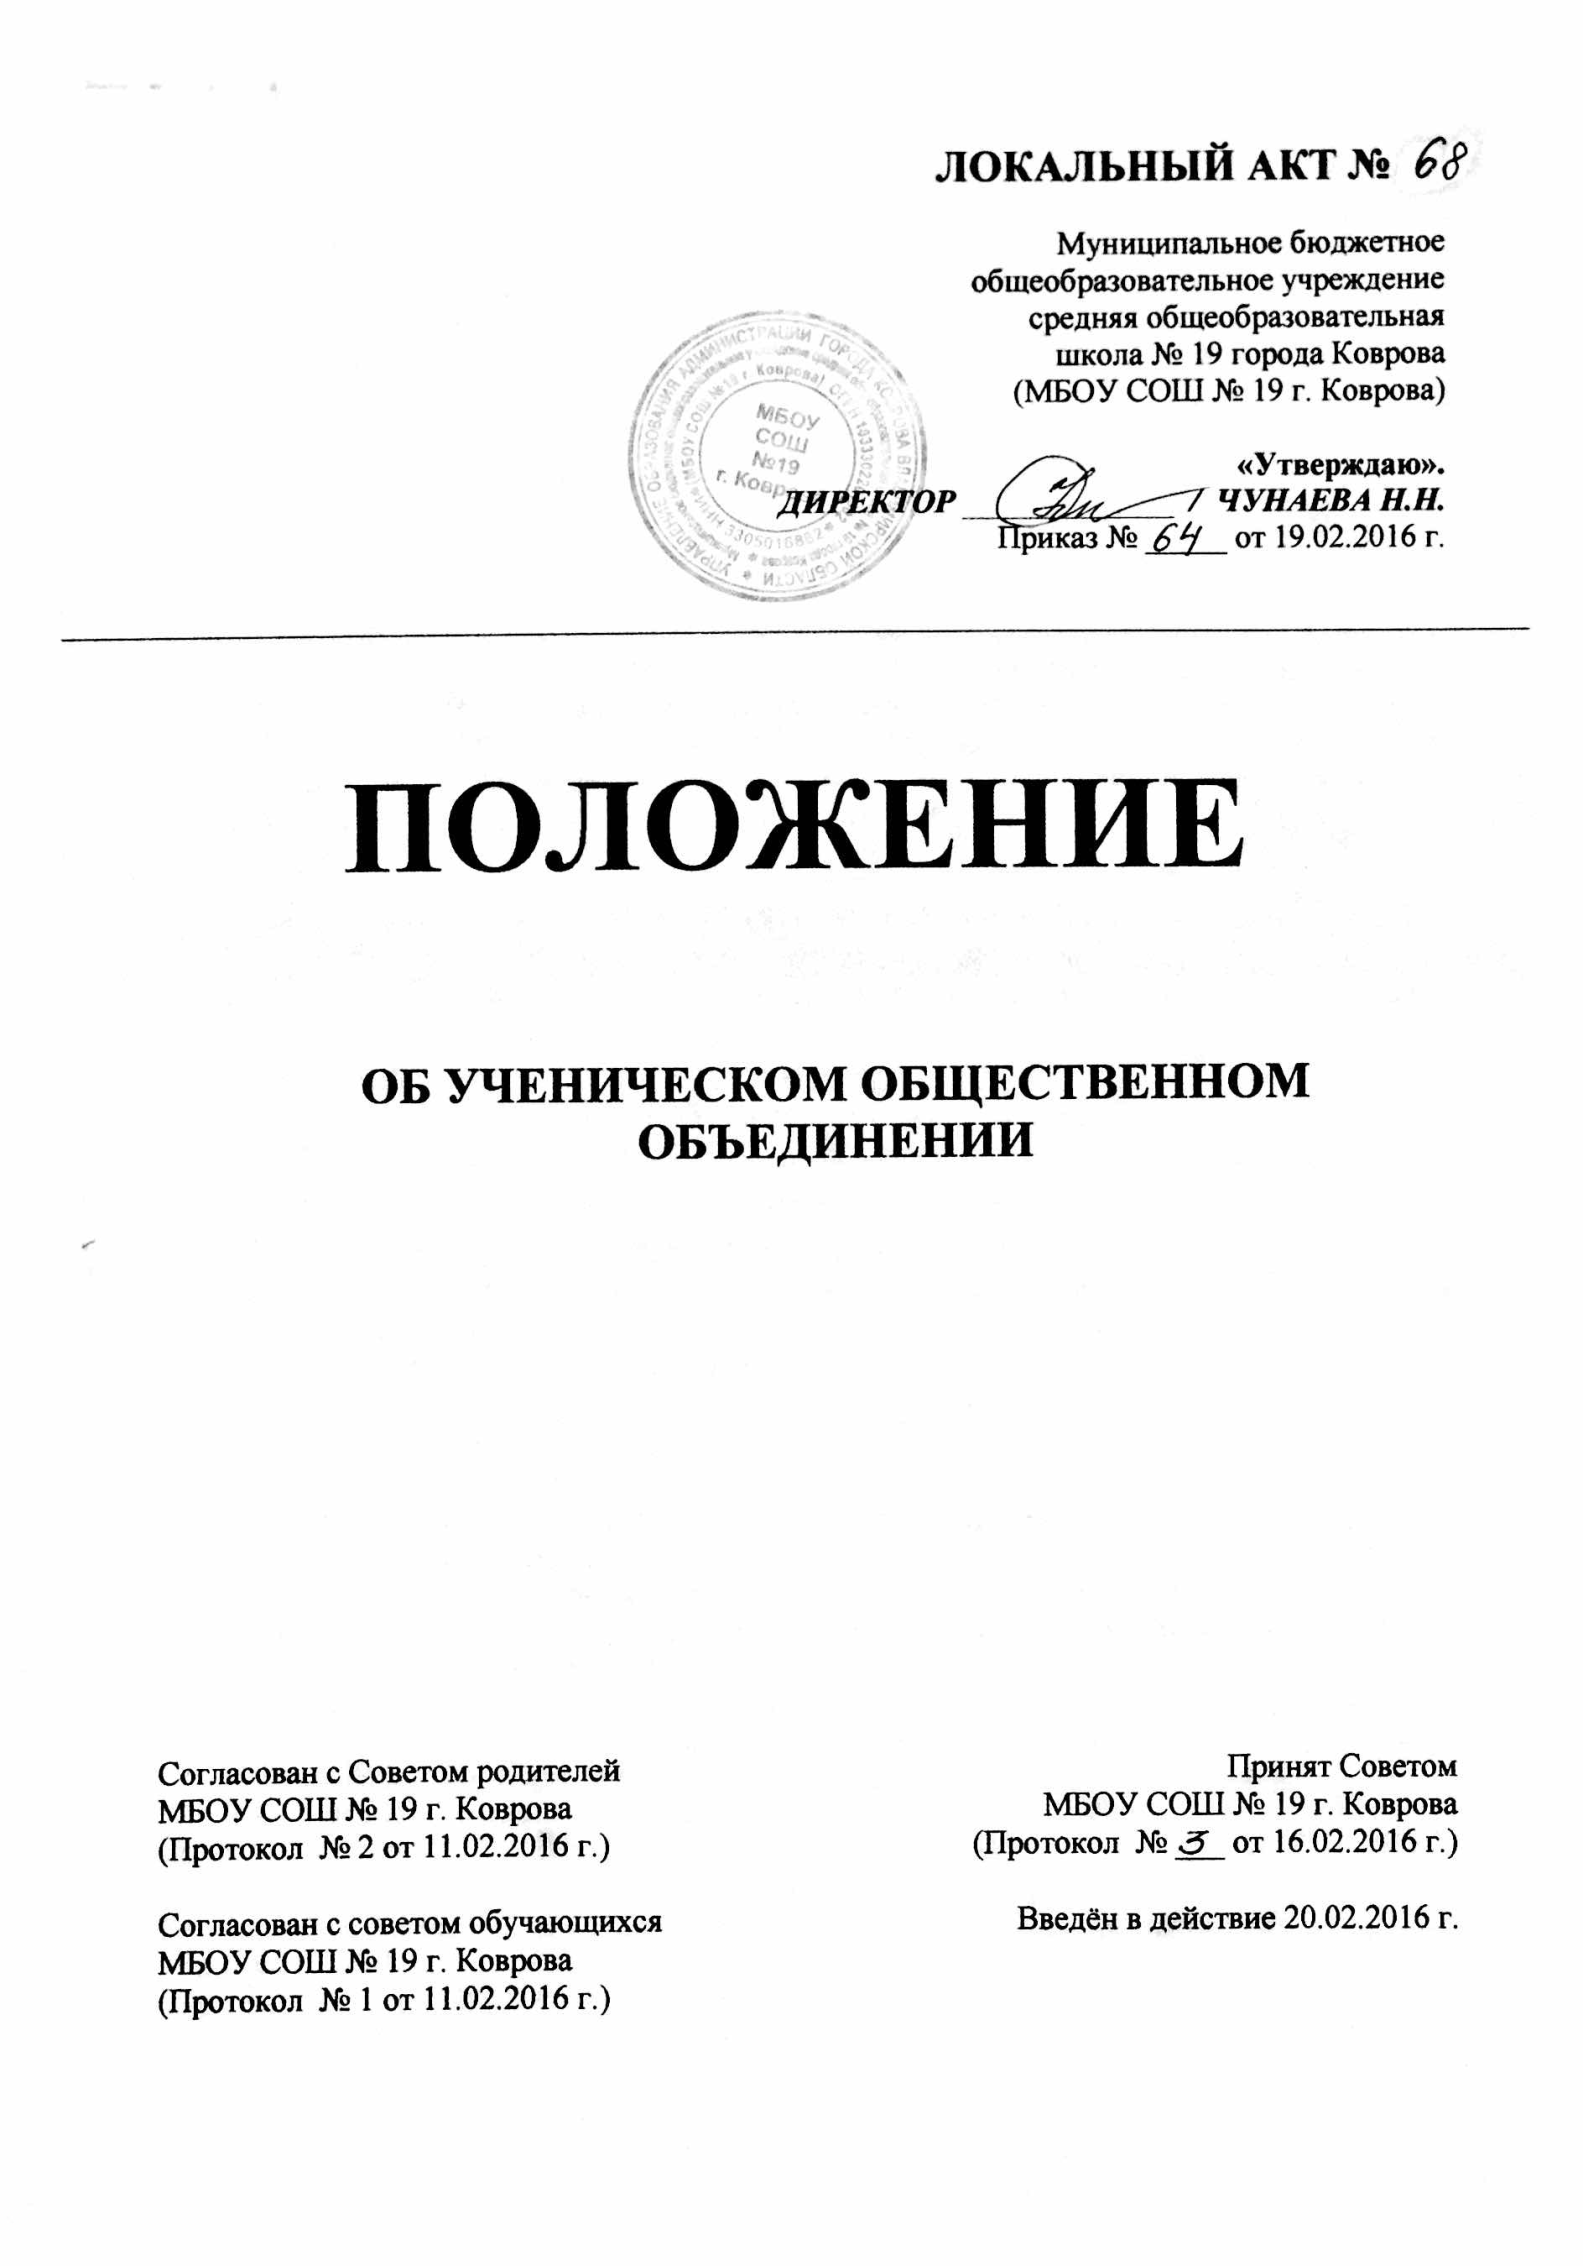 ЛОКАЛЬНЫЙ АКТ № 68
Муниципальное бюджетное
общеобразовательное учреждение
средняя общеобразовательная
школа № 19 города Коврова
(МБОУ СОШ № 19 г. Коврова)
МБОУ
СОШ
№19
«Утверждаю».
ДИРЕКТОР / ЧУНАЕВА Н.Н.
Приказ № 64 от 19.02.2016 г.
ПОЛОЖЕНИЕ
ОБ УЧЕНИЧЕСКОМ ОБЩЕСТВЕННОМ
ОБЪЕДИНЕНИИ
Согласован с Советом родителей
МБОУ СОШ № 19 г. Коврова
(Протокол № 2 от 11.02.2016 г.)
Согласован с советом обучающихся
МБОУ СОШ № 19 г. Коврова
(Протокол № 1 от 11.02.2016 г.)
Принят Советом
МБОУ СОШ № 19 г. Коврова
(Протокол № 3 от 16.02.2016 г.)
Введён в действие 20.02.2016 г.